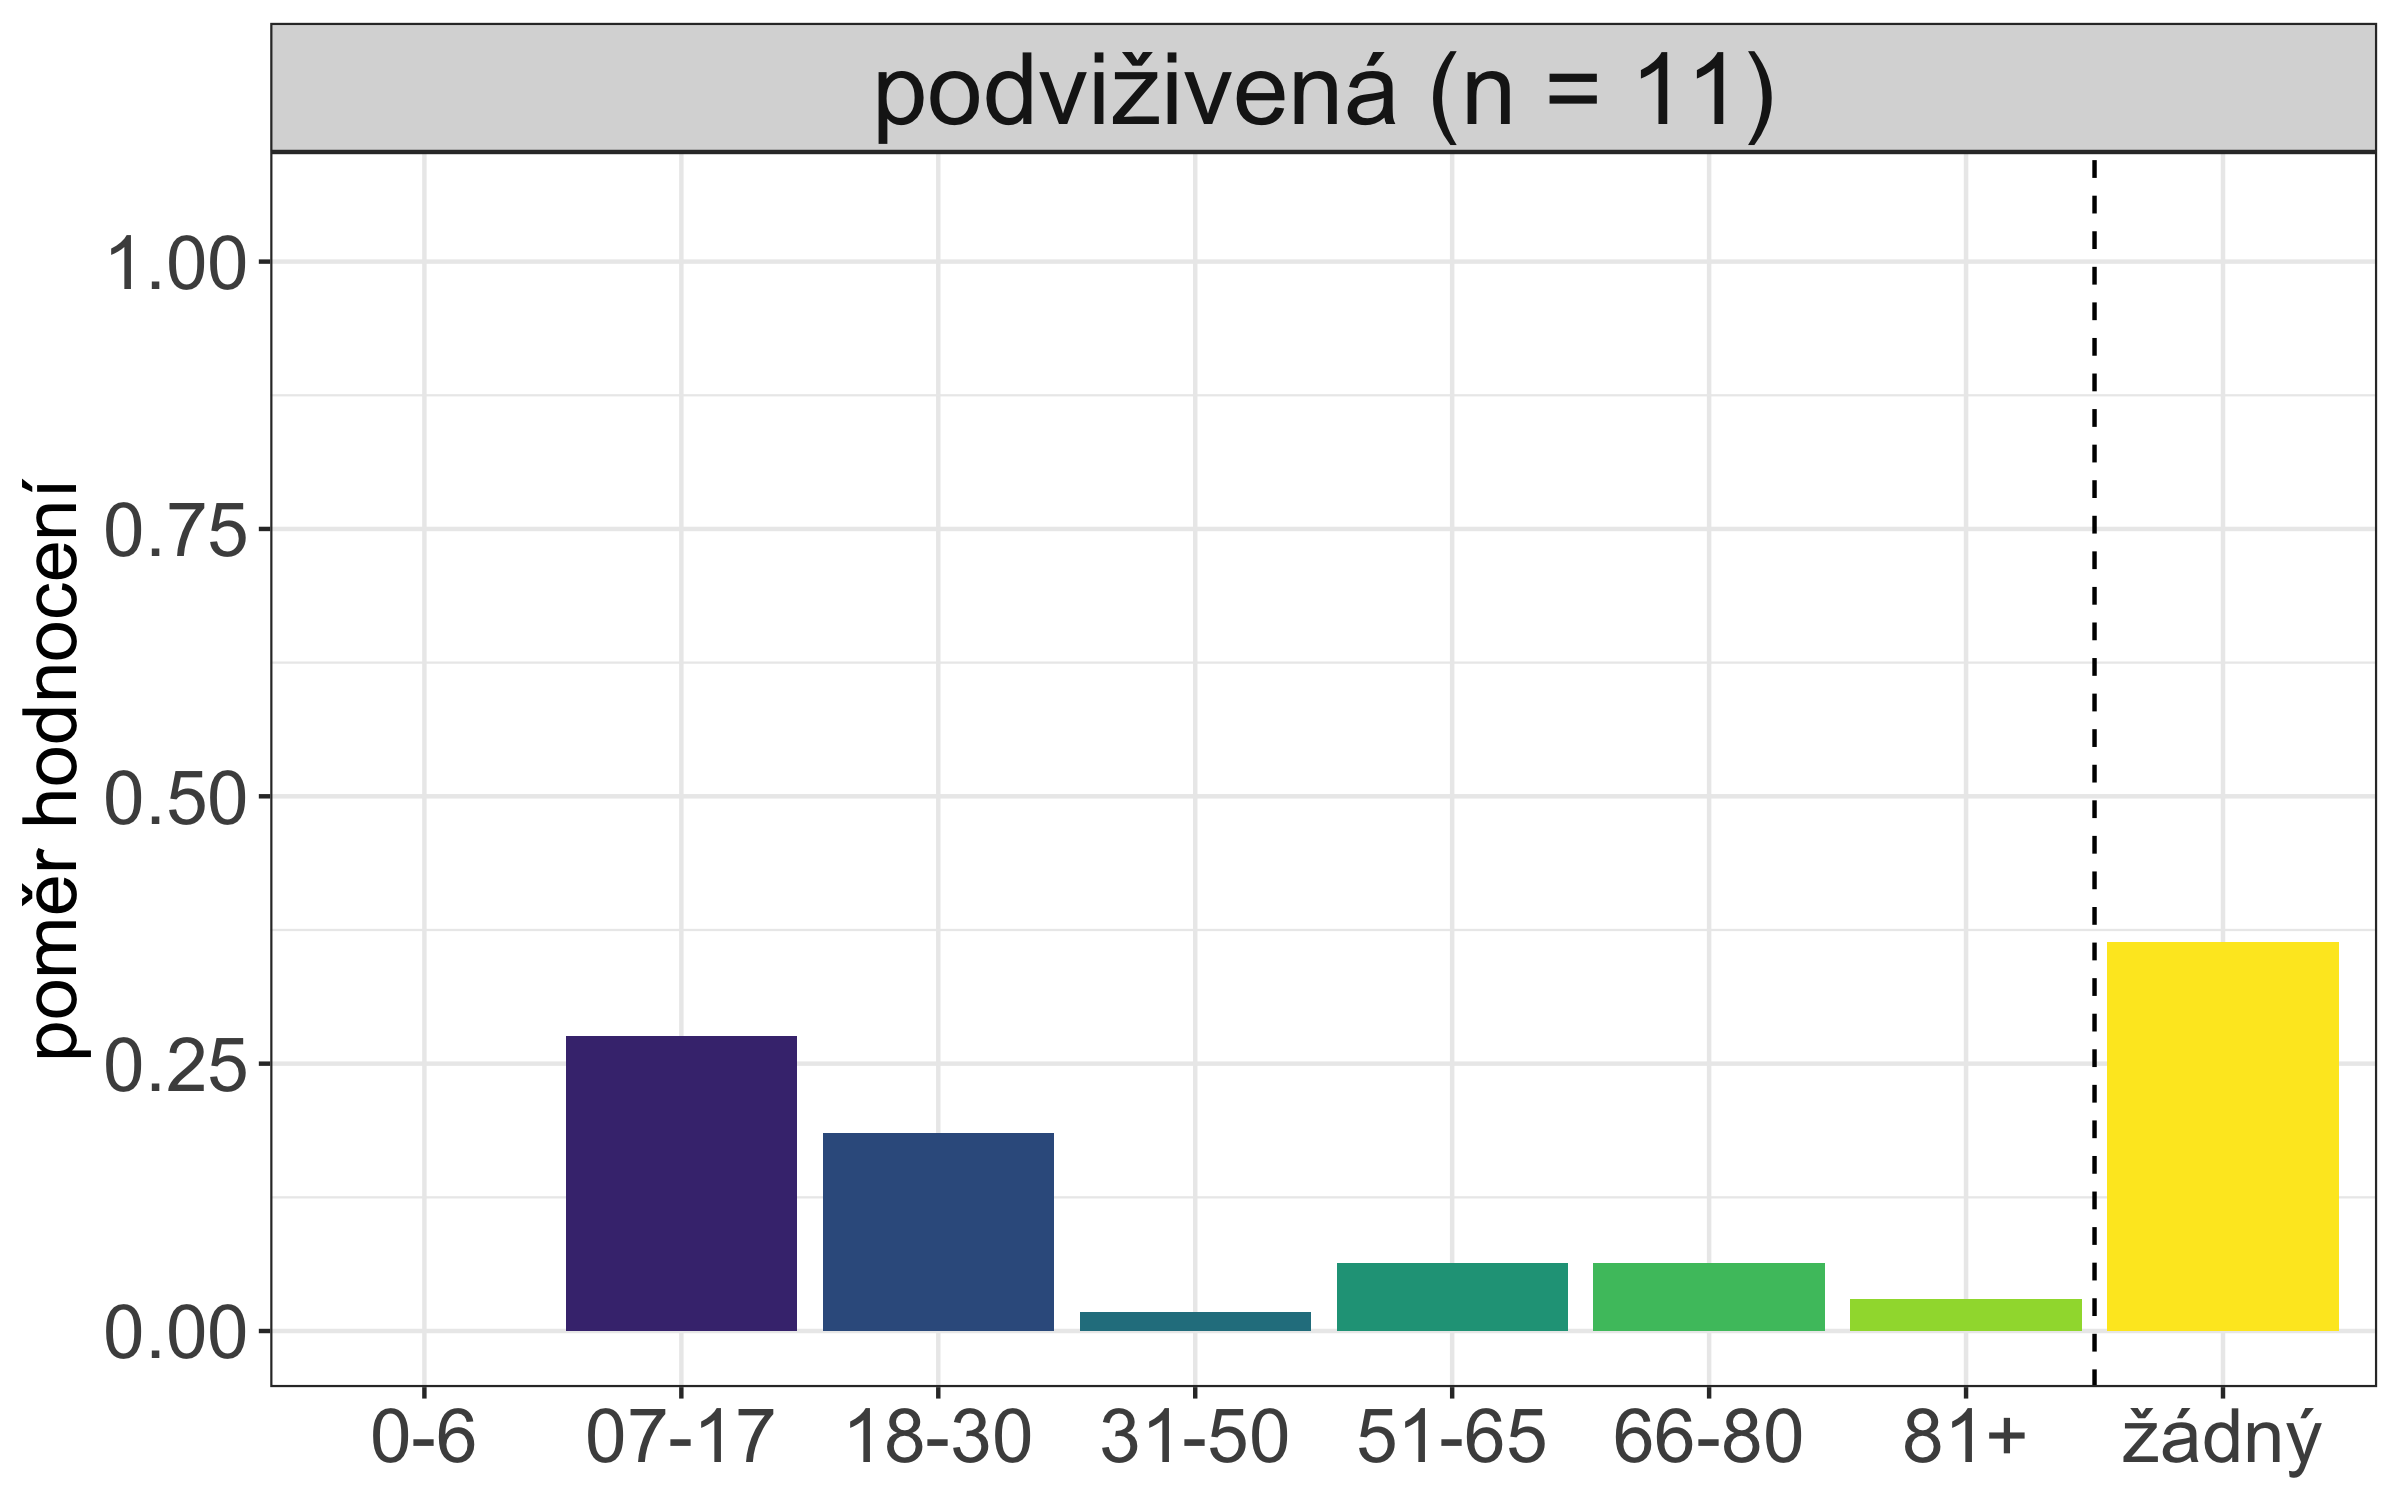 podviživená (n = 11)
poměr hodnocení
1.00
0.75
0.50
0.25
0.00
0-6 07-17 18-30 31-50 51-65 66-80 81+ žádný